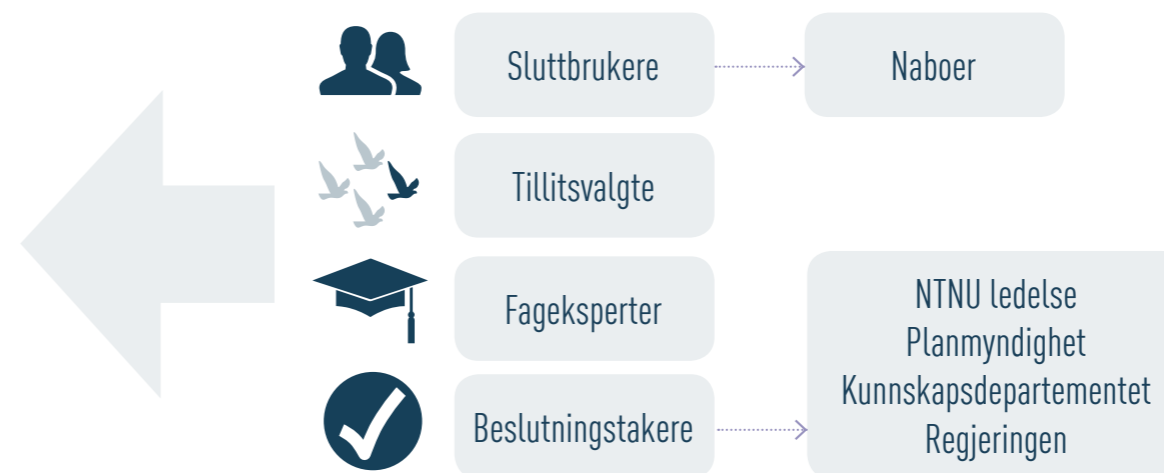 Sluttbrukere
Naboer
Tillitsvalgte
Fageksperter
Beslutningstakere
NTNU ledelse
Planmyndighet
Kunnskapsdepartementet
Regjeringen